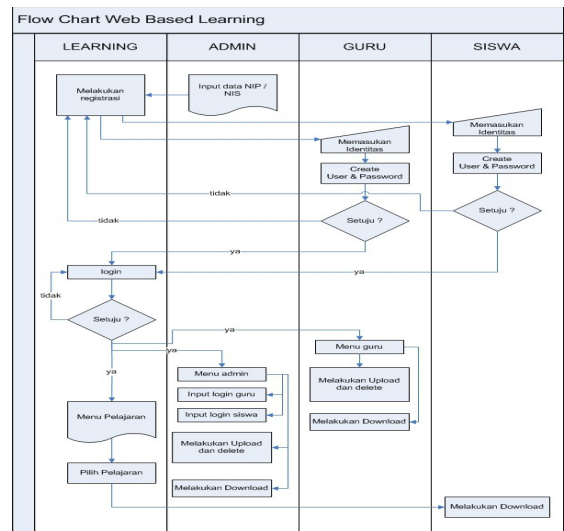 Flow Chart Web Based Learning
LEARNING
ADMIN
GURU
SISWA
Melakukan
registrasi
Input data NIP /
NIS
Memasukan
Identitas
Memasukan
Identitas
Create
User & Password
Create
User & Password
tidak
tidak
Setuju ?
Setuju ?
ya
login
ya
tidak
Setuju ?
ya
ya
ya
Menu guru
Menu admin
Melakukan Upload
dan delete
Input login guru
Menu Pelajaran
Input login siswa
Melakukan Download
Melakukan Upload
dan delete
Pilih Pelajaran
Melakukan Download
Melakukan Download